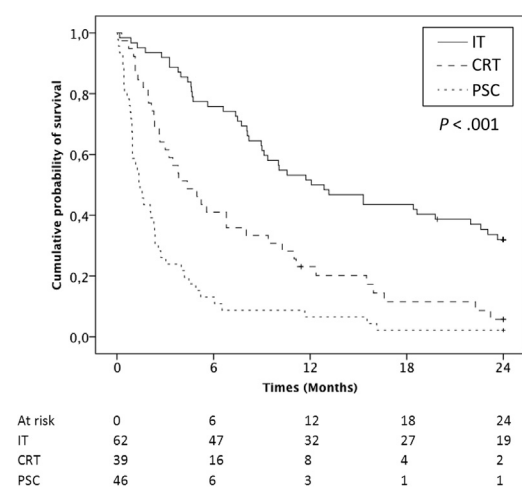 1,0
0,8
0,6
0,4
0,2
0,0
Cumulative probability of survival
IT
CRT
PSC
P < .001
0 6 12 18 24
Times (Months)
At risk 0 6 12 18 24
IT 62 47 32 27 19
CRT 39 16 8 4 2
PSC 46 6 3 1 1